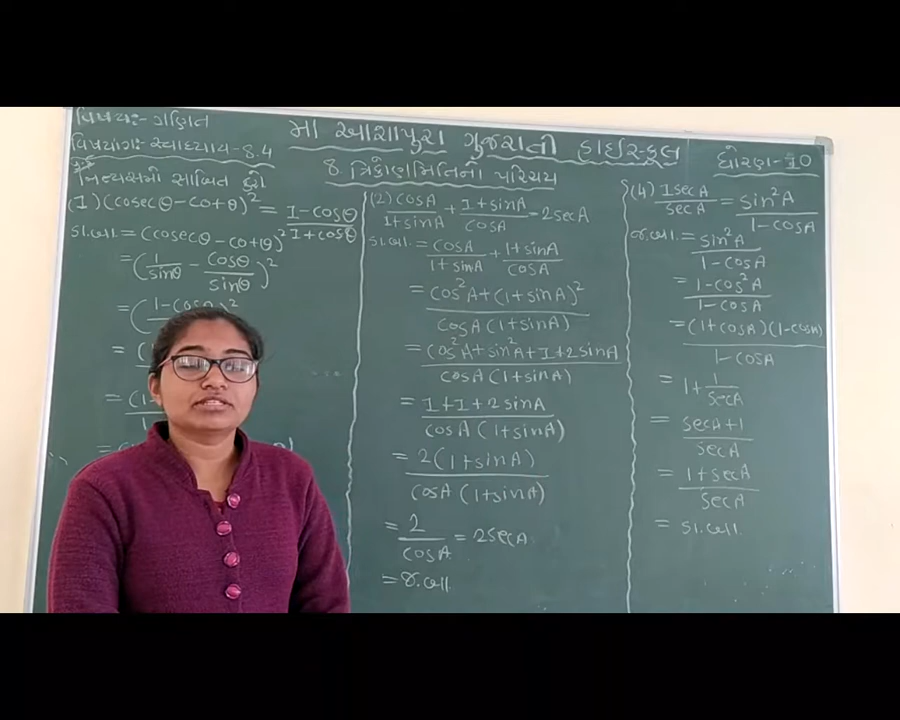 વિષય:- ગણિત
મા આશાપુરા ગુજરાતી હાઈસ્કૂલ
ધોરણ-10
વિષયાંગ:- સ્વાધ્યાય-8.4
8. ત્રિકોણમિતિનો પરિચય
નિત્યસમો સાબિત કરો
(1) (cosecθ-cotθ)² = 1-cosθ / 1+cosθ
ડા.બા. = (cosecθ-cotθ)²
= (1/sinθ - cosθ/sinθ)²
= (1-cosθ
= (
= (1-
(2) cosA/1+sinA + 1+sinA/cosA = 2secA
ડા.બા. = cosA/1+sinA + 1+sinA/cosA
= cos²A+(1+sinA)² / cosA(1+sinA)
= cos²A+sin²A+1+2sinA / cosA(1+sinA)
= 1+1+2sinA / cosA(1+sinA)
= 2(1+sinA) / cosA(1+sinA)
= 2/cosA = 2secA
= જ.બા.
(4) 1secA/secA = sin²A / 1-cosA
જ.બા. = sin²A / 1-cosA
= 1-cos²A / 1-cosA
= (1+cosA)(1-cosA) / 1-cosA
= 1+1/secA
= secA+1 / secA
= 1+secA / secA
= ડા.બા.